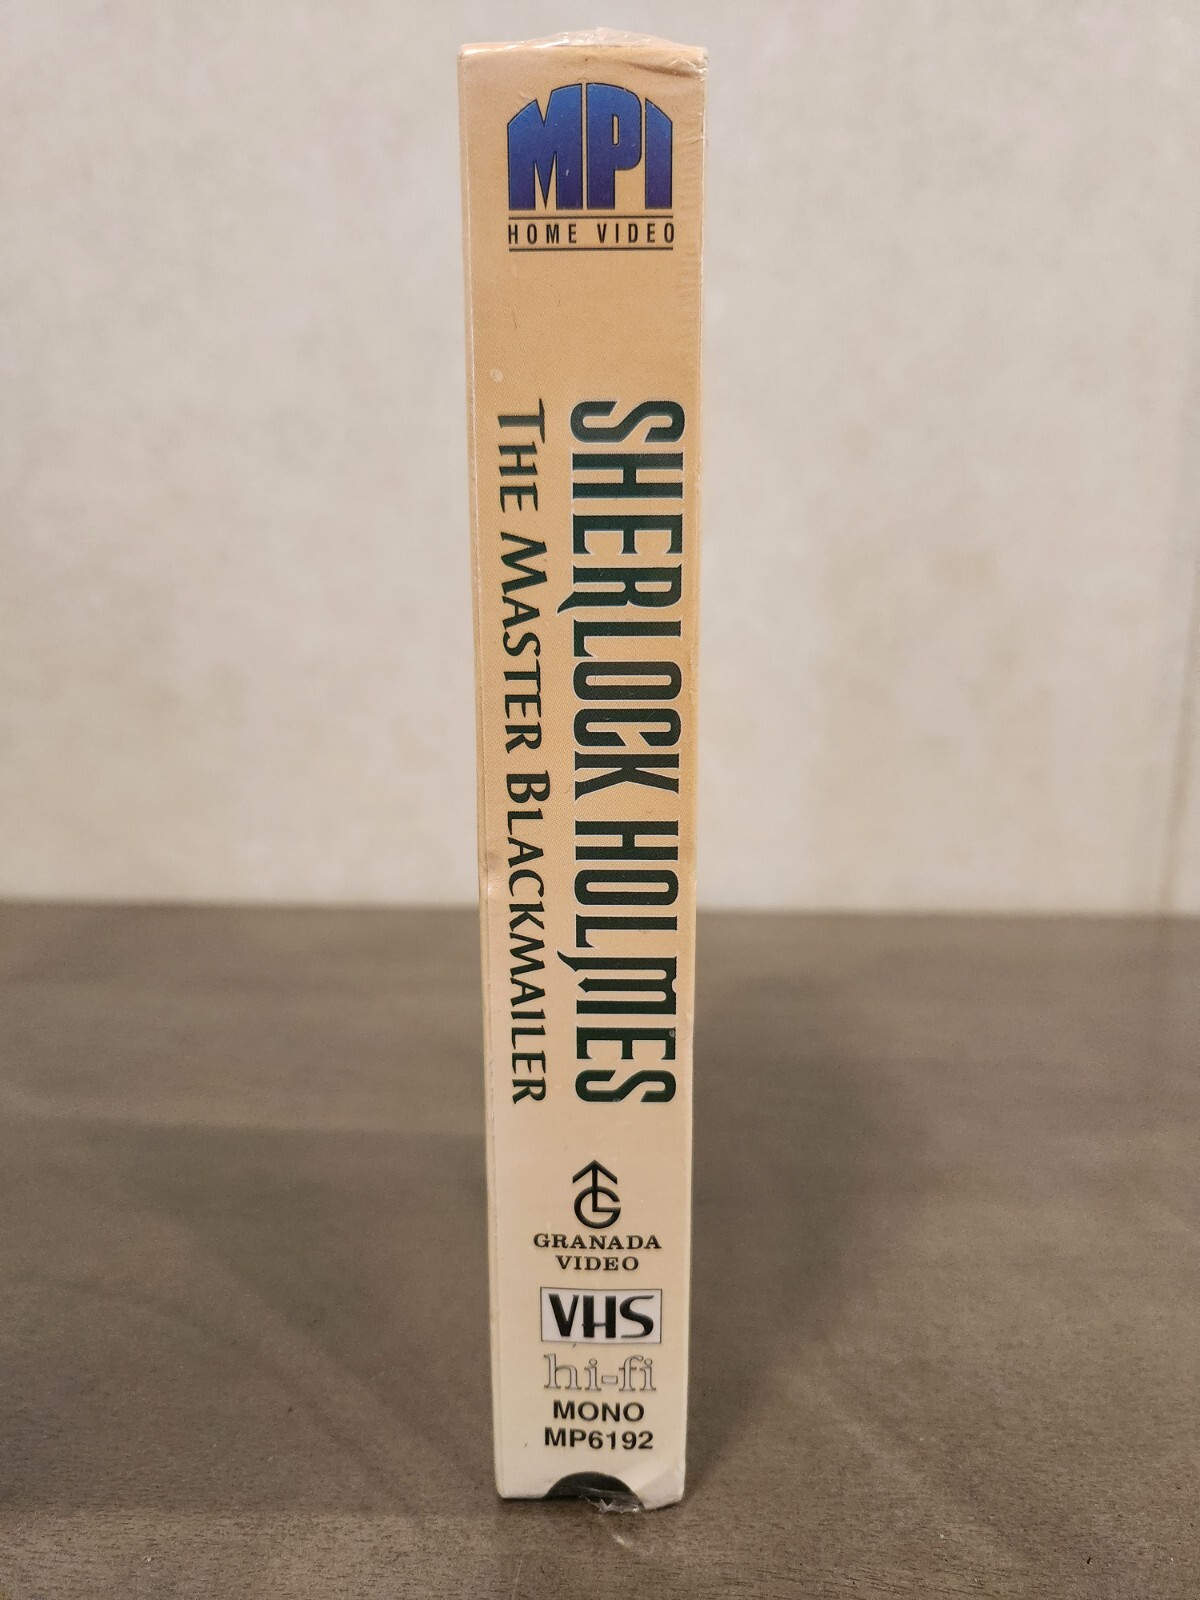 MPI
HOME VIDEO
SHERLOCK HOLMES
THE MASTER BLACKMAILER
GRANADA
VIDEO
VHS
hi-fi
MONO
MP6192